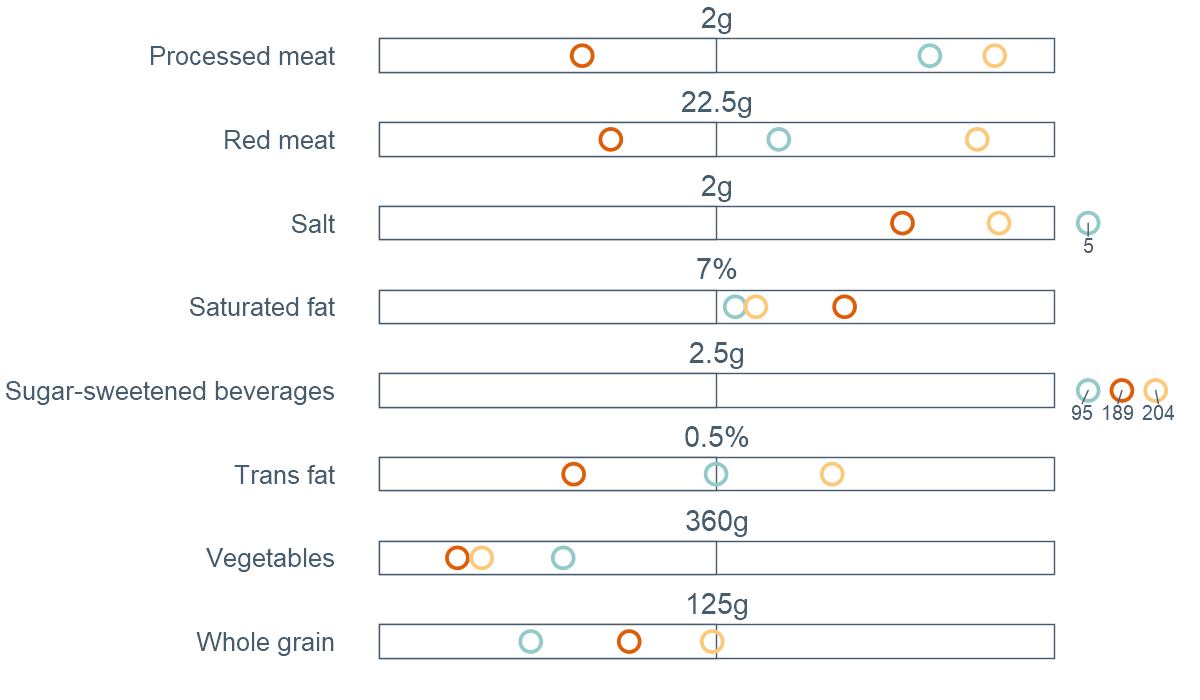 2g
Processed meat
22.5g
Red meat
2g
Salt
5
7%
Saturated fat
2.5g
Sugar-sweetened beverages
95 189 204
0.5%
Trans fat
360g
Vegetables
125g
Whole grain